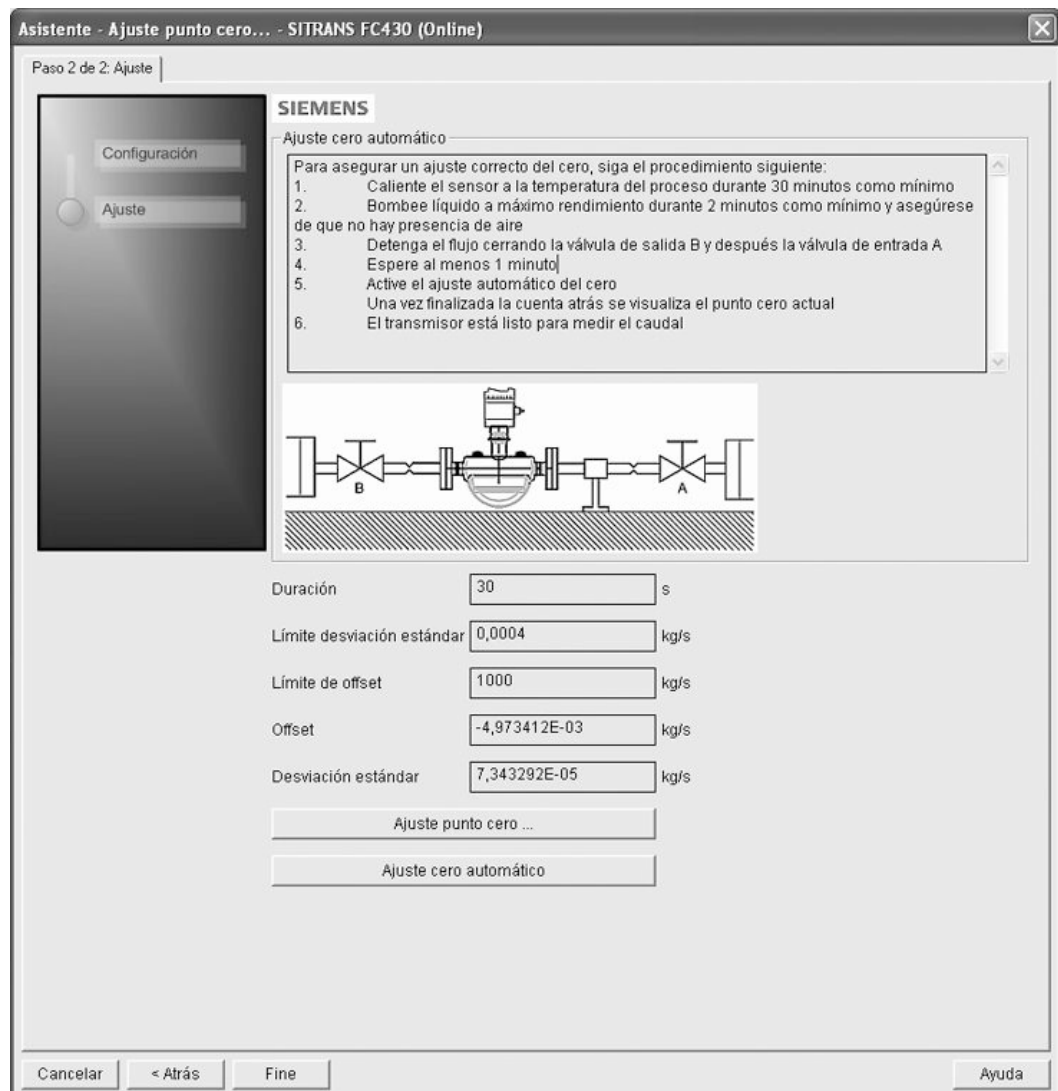 Asistente - Ajuste punto cero... - SITRANS FC430 (Online)
Paso 2 de 2: Ajuste
Configuración
Ajuste
SIEMENS
Ajuste cero automático
Para asegurar un ajuste correcto del cero, siga el procedimiento siguiente:
1. Caliente el sensor a la temperatura del proceso durante 30 minutos como mínimo
2. Bombee líquido a máximo rendimiento durante 2 minutos como mínimo y asegúrese
de que no hay presencia de aire
3. Detenga el flujo cerrando la válvula de salida B y después la válvula de entrada A
4. Espere al menos 1 minuto
5. Active el ajuste automático del cero
Una vez finalizada la cuenta atrás se visualiza el punto cero actual
6. El transmisor está listo para medir el caudal
B A
Duración 30 s
Límite desviación estándar 0,0004 kg/s
Límite de offset 1000 kg/s
Offset -4,973412E-03 kg/s
Desviación estándar 7,343292E-05 kg/s
Ajuste punto cero ...
Ajuste cero automático
Cancelar < Atrás Fine Ayuda